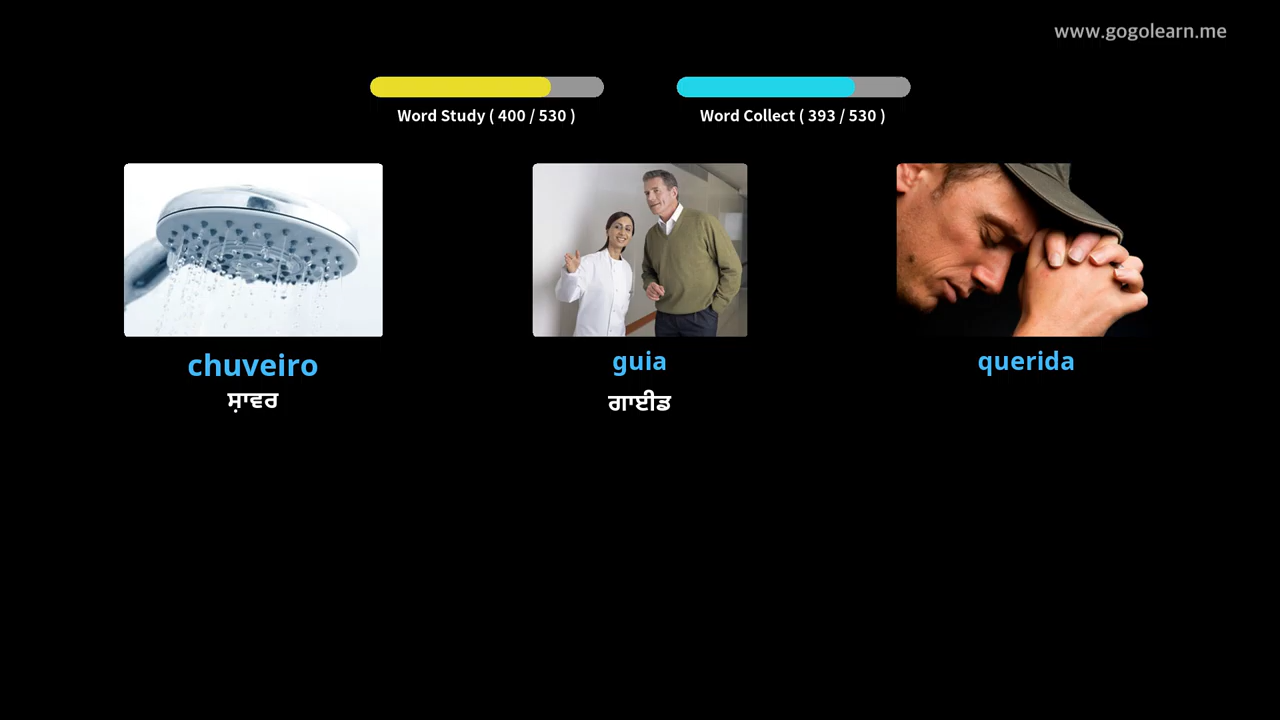 www.gogolearn.me
Word Study ( 400 / 530 )
Word Collect ( 393 / 530 )
chuveiro
ਸ਼ਾਵਰ
guia
ਗਾਈਡ
querida